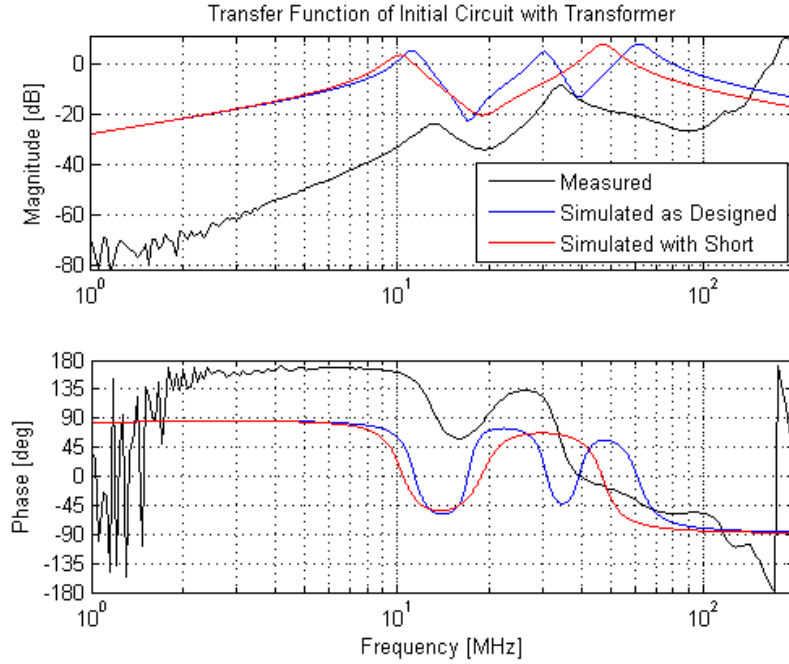 Transfer Function of Initial Circuit with Transformer
Magnitude [dB]
0
-20
-40
-60
-80
Measured
Simulated as Designed
Simulated with Short
10^0
10^1
10^2
Phase [deg]
180
135
90
45
0
-45
-90
-135
-180
10^0
10^1
10^2
Frequency [MHz]